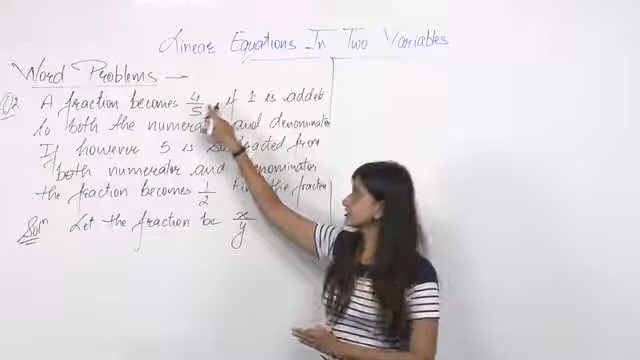 Linear Equations In Two Variables
Word Problems —
Q2 A fraction becomes 4/5, if 1 is added
to both the numerator and denominator
If however 5 is subtracted from
both numerator and denominator
the fraction becomes 1/2 Find the fraction
Soln Let the fraction be x/y